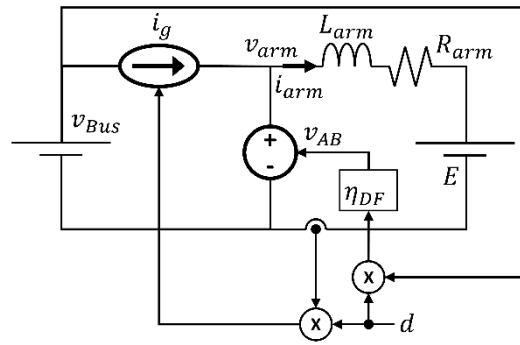 i_g
v_arm
L_arm
R_arm
i_arm
v_Bus
+
-
v_AB
η_DF
E
x
x
d